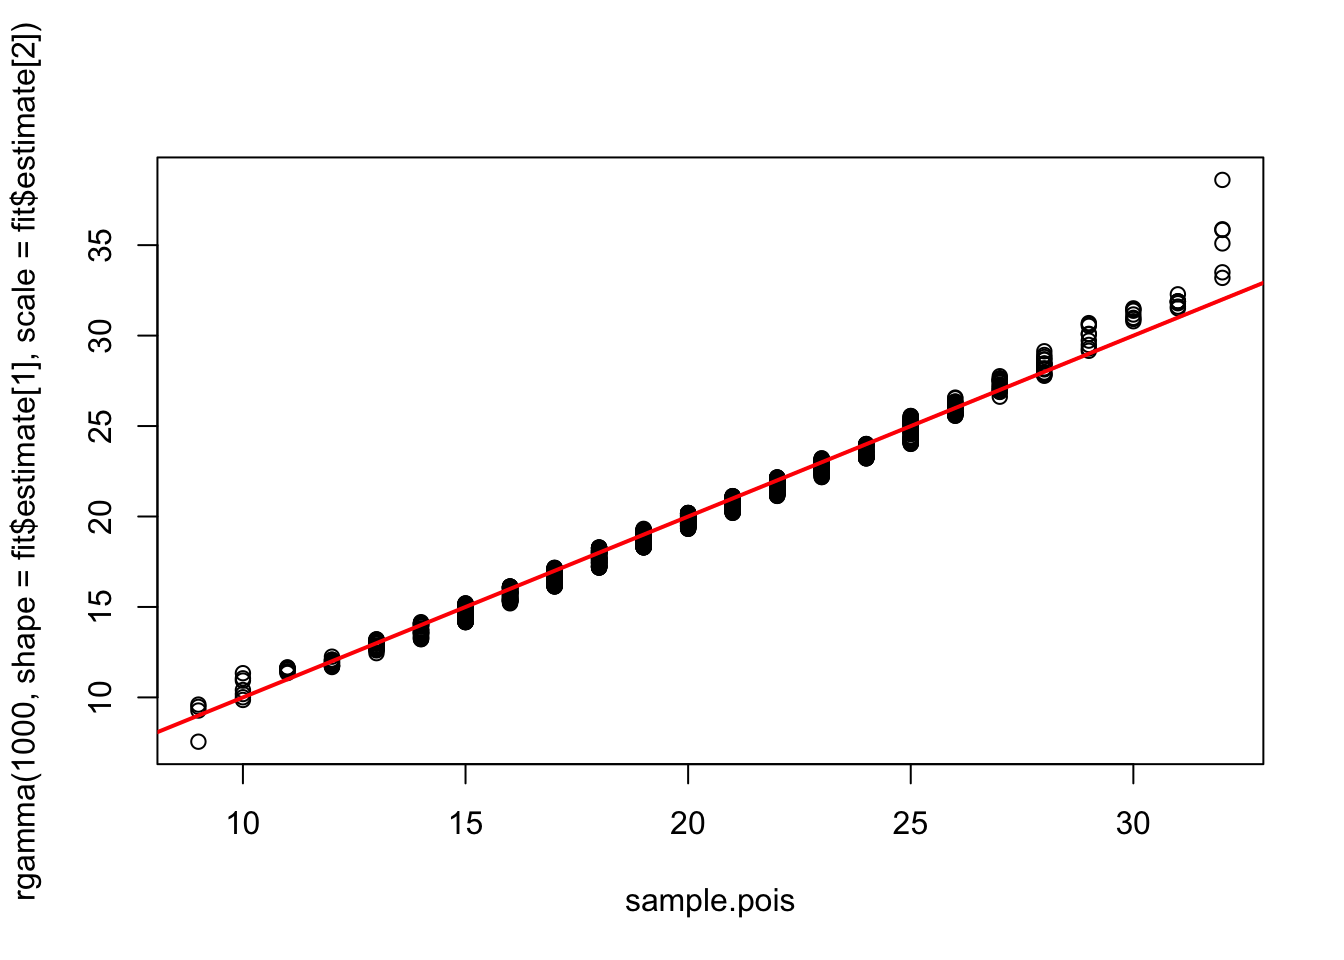 rgamma(1000, shape = fit$estimate[1], scale = fit$estimate[2])
35
30
25
20
15
10
10 15 20 25 30
sample.pois